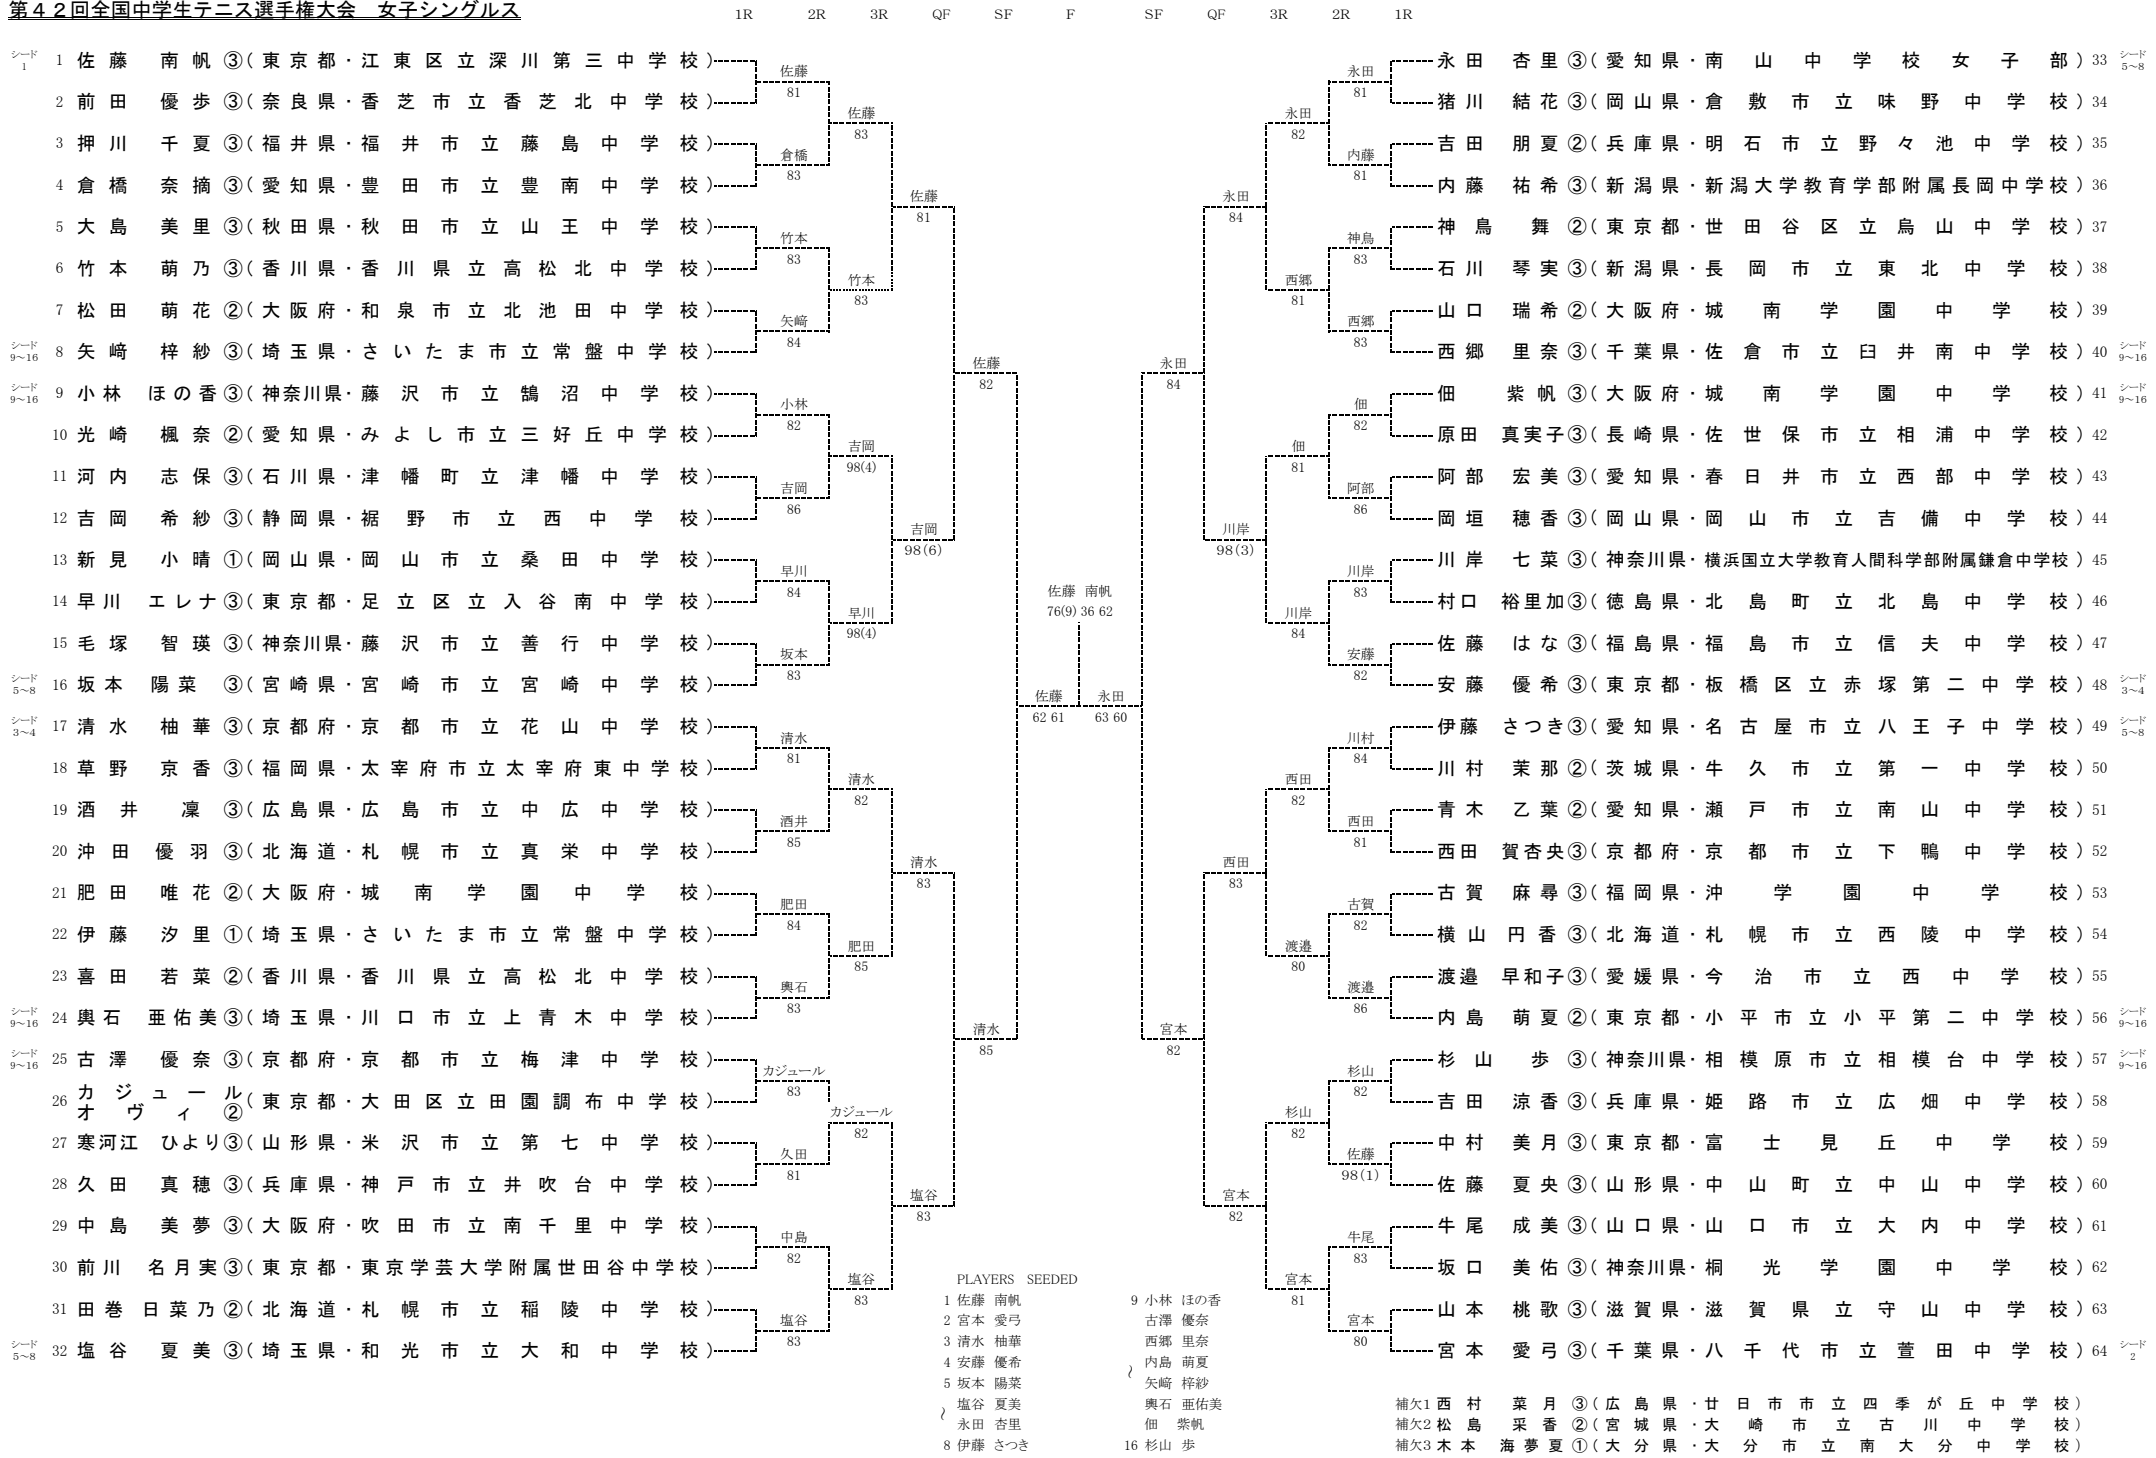 第４２回全国中学生テニス選手権大会　女子シングルス
1R 2R 3R QF SF F SF QF 3R 2R 1R
シード1 1 佐藤 南帆 ③(東京都・江東区立深川第三中学校)
2 前田 優歩 ③(奈良県・香芝市立香芝北中学校)
3 押川 千夏 ③(福井県・福井市立藤島中学校)
4 倉橋 奈摘 ③(愛知県・豊田市立豊南中学校)
5 大島 美里 ③(秋田県・秋田市立山王中学校)
6 竹本 萌乃 ③(香川県・香川県立高松北中学校)
7 松田 萌花 ②(大阪府・和泉市立北池田中学校)
シード9～16 8 矢﨑 梓紗 ③(埼玉県・さいたま市立常盤中学校)
シード9～16 9 小林 ほの香 ③(神奈川県・藤沢市立鵠沼中学校)
10 光崎 楓奈 ②(愛知県・みよし市立三好丘中学校)
11 河内 志保 ③(石川県・津幡町立津幡中学校)
12 吉岡 希紗 ③(静岡県・裾野市立西中学校)
13 新見 小晴 ①(岡山県・岡山市立桑田中学校)
14 早川 エレナ ③(東京都・足立区立入谷南中学校)
15 毛塚 智瑛 ③(神奈川県・藤沢市立善行中学校)
シード5～8 16 坂本 陽菜 ③(宮崎県・宮崎市立宮崎中学校)
シード3～4 17 清水 柚華 ③(京都府・京都市立花山中学校)
18 草野 京香 ③(福岡県・太宰府市立太宰府東中学校)
19 酒井 凜 ③(広島県・広島市立中広中学校)
20 沖田 優羽 ③(北海道・札幌市立真栄中学校)
21 肥田 唯花 ②(大阪府・城南学園中学校)
22 伊藤 汐里 ①(埼玉県・さいたま市立常盤中学校)
23 喜田 若菜 ②(香川県・香川県立高松北中学校)
シード9～16 24 輿石 亜佑美 ③(埼玉県・川口市立上青木中学校)
シード9～16 25 古澤 優奈 ③(京都府・京都市立梅津中学校)
26 カジュール オヴィ ②(東京都・大田区立田園調布中学校)
27 寒河江 ひより ③(山形県・米沢市立第七中学校)
28 久田 真穂 ③(兵庫県・神戸市立井吹台中学校)
29 中島 美夢 ③(大阪府・吹田市立南千里中学校)
30 前川 名月実 ③(東京都・東京学芸大学附属世田谷中学校)
31 田巻 日菜乃 ②(北海道・札幌市立稲陵中学校)
シード5～8 32 塩谷 夏美 ③(埼玉県・和光市立大和中学校)
佐藤 81
倉橋 83
竹本 83
矢﨑 84
小林 82
吉岡 86
早川 84
坂本 83
清水 81
酒井 85
肥田 84
輿石 83
カジュール 83
久田 81
中島 82
塩谷 83
佐藤 83
竹本 83
吉岡 98(4)
早川 98(4)
清水 82
肥田 85
カジュール 82
塩谷 83
佐藤 81
吉岡 98(6)
清水 83
塩谷 83
佐藤 82
清水 85
佐藤 62 61
佐藤 南帆
76(9) 36 62
永田 63 60
永田 84
宮本 82
永田 84
川岸 98(3)
西田 83
宮本 82
永田 82
西郷 81
佃 81
川岸 84
西田 82
渡邉 80
杉山 82
宮本 81
永田 81
内藤 81
神鳥 83
西郷 83
佃 82
阿部 86
川岸 83
安藤 82
川村 84
西田 81
古賀 82
渡邉 86
杉山 82
佐藤 98(1)
牛尾 83
宮本 80
永田 杏里 ③(愛知県・南山中学校女子部) 33 シード5～8
猪川 結花 ③(岡山県・倉敷市立味野中学校) 34
吉田 朋夏 ②(兵庫県・明石市立野々池中学校) 35
内藤 祐希 ③(新潟県・新潟大学教育学部附属長岡中学校) 36
神鳥 舞 ②(東京都・世田谷区立烏山中学校) 37
石川 琴実 ③(新潟県・長岡市立東北中学校) 38
山口 瑞希 ②(大阪府・城南学園中学校) 39
西郷 里奈 ③(千葉県・佐倉市立臼井南中学校) 40 シード9～16
佃 紫帆 ③(大阪府・城南学園中学校) 41 シード9～16
原田 真実子 ③(長崎県・佐世保市立相浦中学校) 42
阿部 宏美 ③(愛知県・春日井市立西部中学校) 43
岡垣 穂香 ③(岡山県・岡山市立吉備中学校) 44
川岸 七菜 ③(神奈川県・横浜国立大学教育人間科学部附属鎌倉中学校) 45
村口 裕里加 ③(徳島県・北島町立北島中学校) 46
佐藤 はな ③(福島県・福島市立信夫中学校) 47
安藤 優希 ③(東京都・板橋区立赤塚第二中学校) 48 シード3～4
伊藤 さつき ③(愛知県・名古屋市立八王子中学校) 49 シード5～8
川村 茉那 ②(茨城県・牛久市立第一中学校) 50
青木 乙葉 ②(愛知県・瀬戸市立南山中学校) 51
西田 賀杏央 ③(京都府・京都市立下鴨中学校) 52
古賀 麻尋 ③(福岡県・沖学園中学校) 53
横山 円香 ③(北海道・札幌市立西陵中学校) 54
渡邉 早和子 ③(愛媛県・今治市立西中学校) 55
内島 萌夏 ②(東京都・小平市立小平第二中学校) 56 シード9～16
杉山 歩 ③(神奈川県・相模原市立相模台中学校) 57 シード9～16
吉田 涼香 ③(兵庫県・姫路市立広畑中学校) 58
中村 美月 ③(東京都・富士見丘中学校) 59
佐藤 夏央 ③(山形県・中山町立中山中学校) 60
牛尾 成美 ③(山口県・山口市立大内中学校) 61
坂口 美佑 ③(神奈川県・桐光学園中学校) 62
山本 桃歌 ③(滋賀県・滋賀県立守山中学校) 63
宮本 愛弓 ③(千葉県・八千代市立萱田中学校) 64 シード2
PLAYERS SEEDED
1 佐藤 南帆
2 宮本 愛弓
3 清水 柚華
4 安藤 優希
5 坂本 陽菜
～ 塩谷 夏美
永田 杏里
8 伊藤 さつき
9 小林 ほの香
古澤 優奈
西郷 里奈
～ 内島 萌夏
矢﨑 梓紗
輿石 亜佑美
佃 紫帆
16 杉山 歩
補欠1 西村 菜月 ③(広島県・廿日市市立四季が丘中学校)
補欠2 松島 采香 ②(宮城県・大崎市立古川中学校)
補欠3 木本 海夢夏 ①(大分県・大分市立南大分中学校)